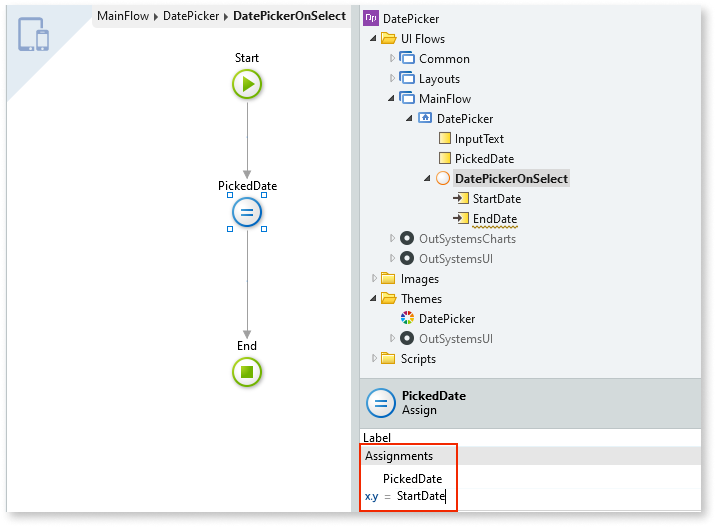 MainFlow ▸ DatePicker ▸ DatePickerOnSelect
Start
PickedDate
End
Dp DatePicker
UI Flows
Common
Layouts
MainFlow
DatePicker
InputText
PickedDate
DatePickerOnSelect
StartDate
EndDate
OutSystemsCharts
OutSystemsUI
Images
Themes
DatePicker
OutSystemsUI
Scripts
PickedDate
Assign
Label
Assignments
PickedDate
x.y = StartDate